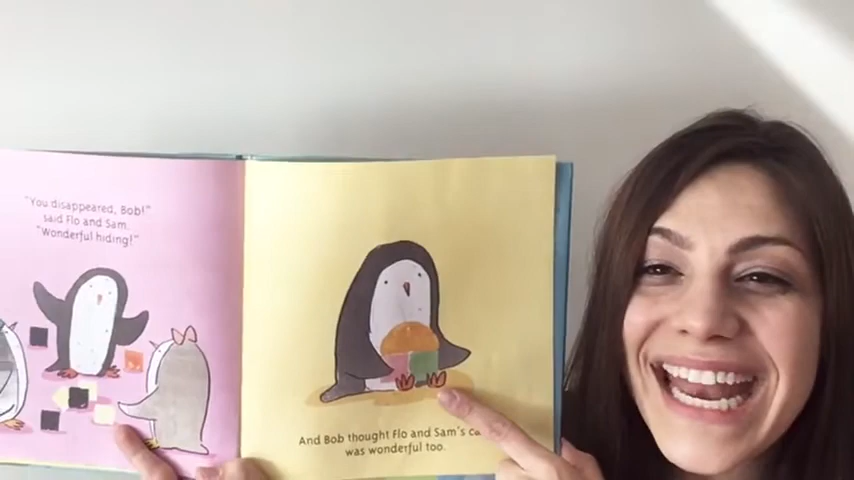 "You disappeared, Bob!"
said Flo and Sam.
"Wonderful hiding!"
And Bob thought Flo and Sam's
was wonderful too.